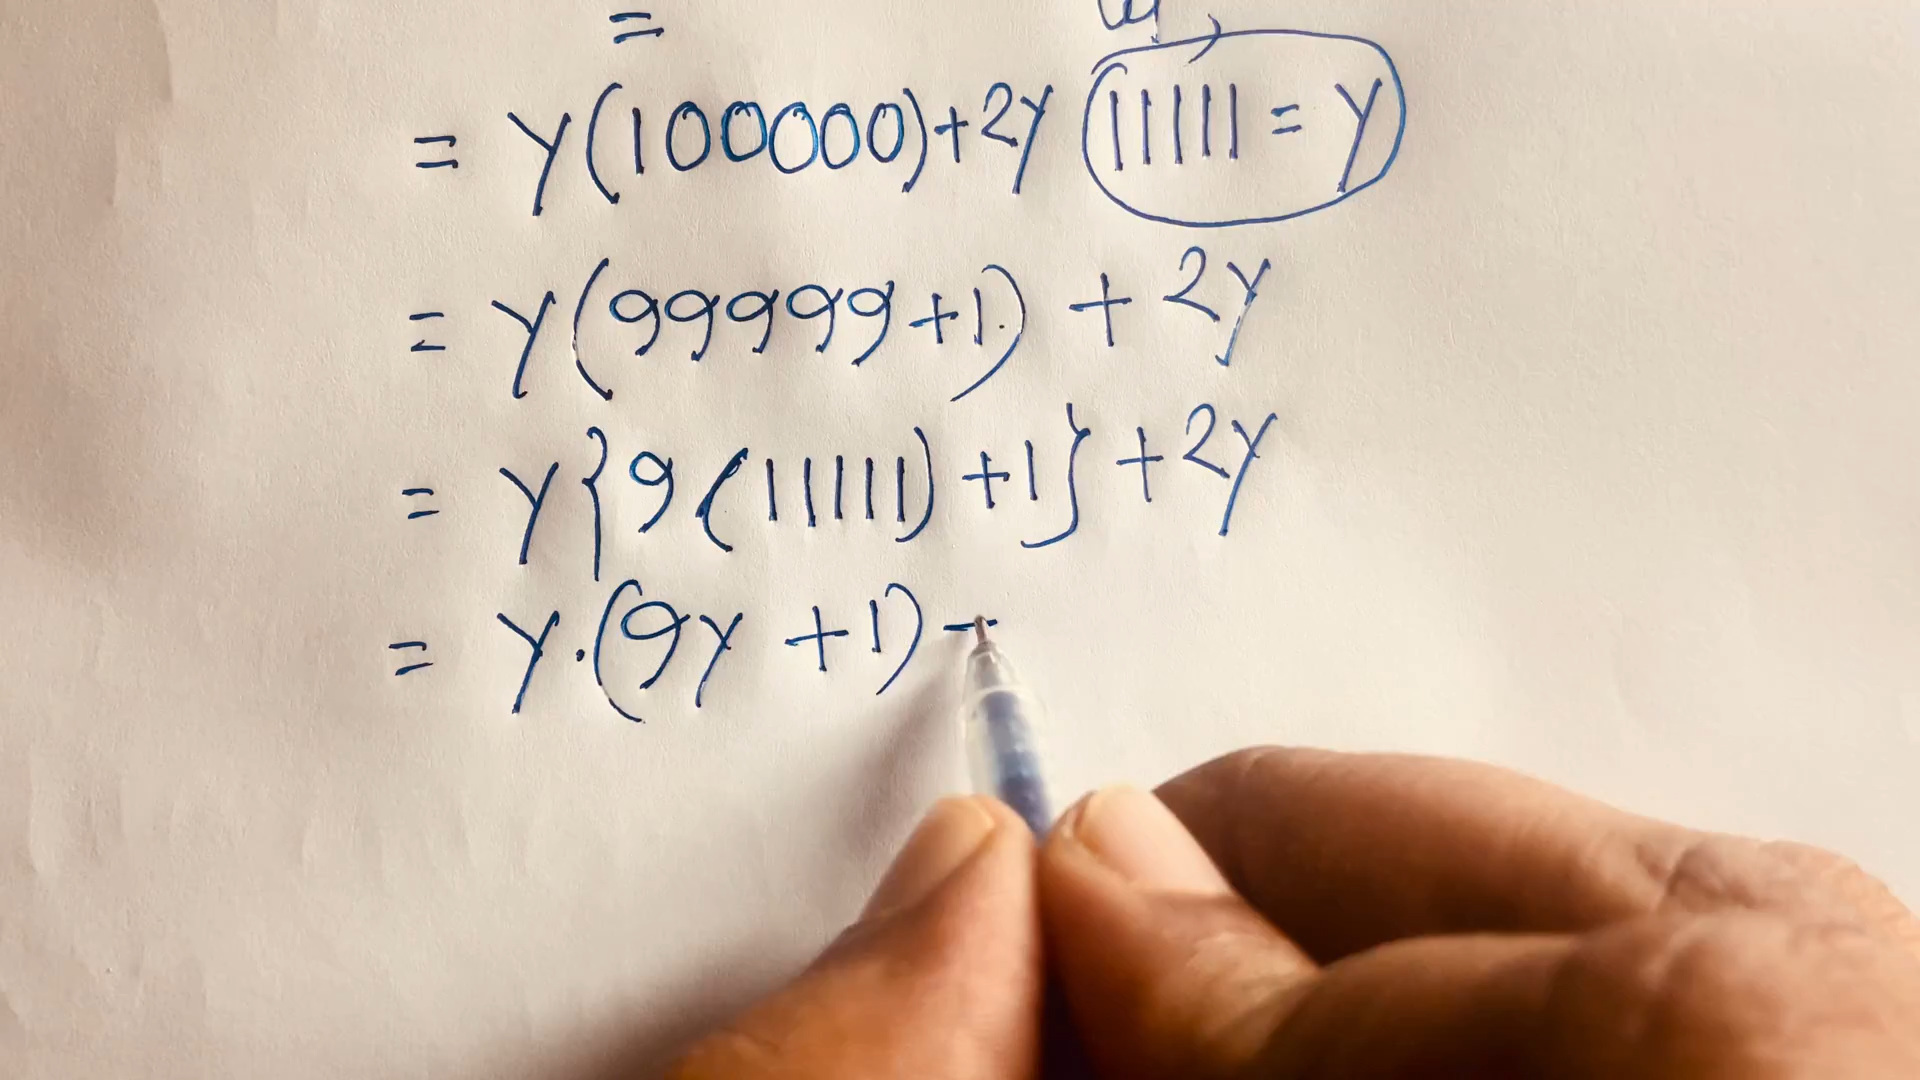 =
= y(100000)+2y (11111 = y
= y(99999+1) + 2y
= y{9(11111)+1}+2y
= y.(9y +1) -